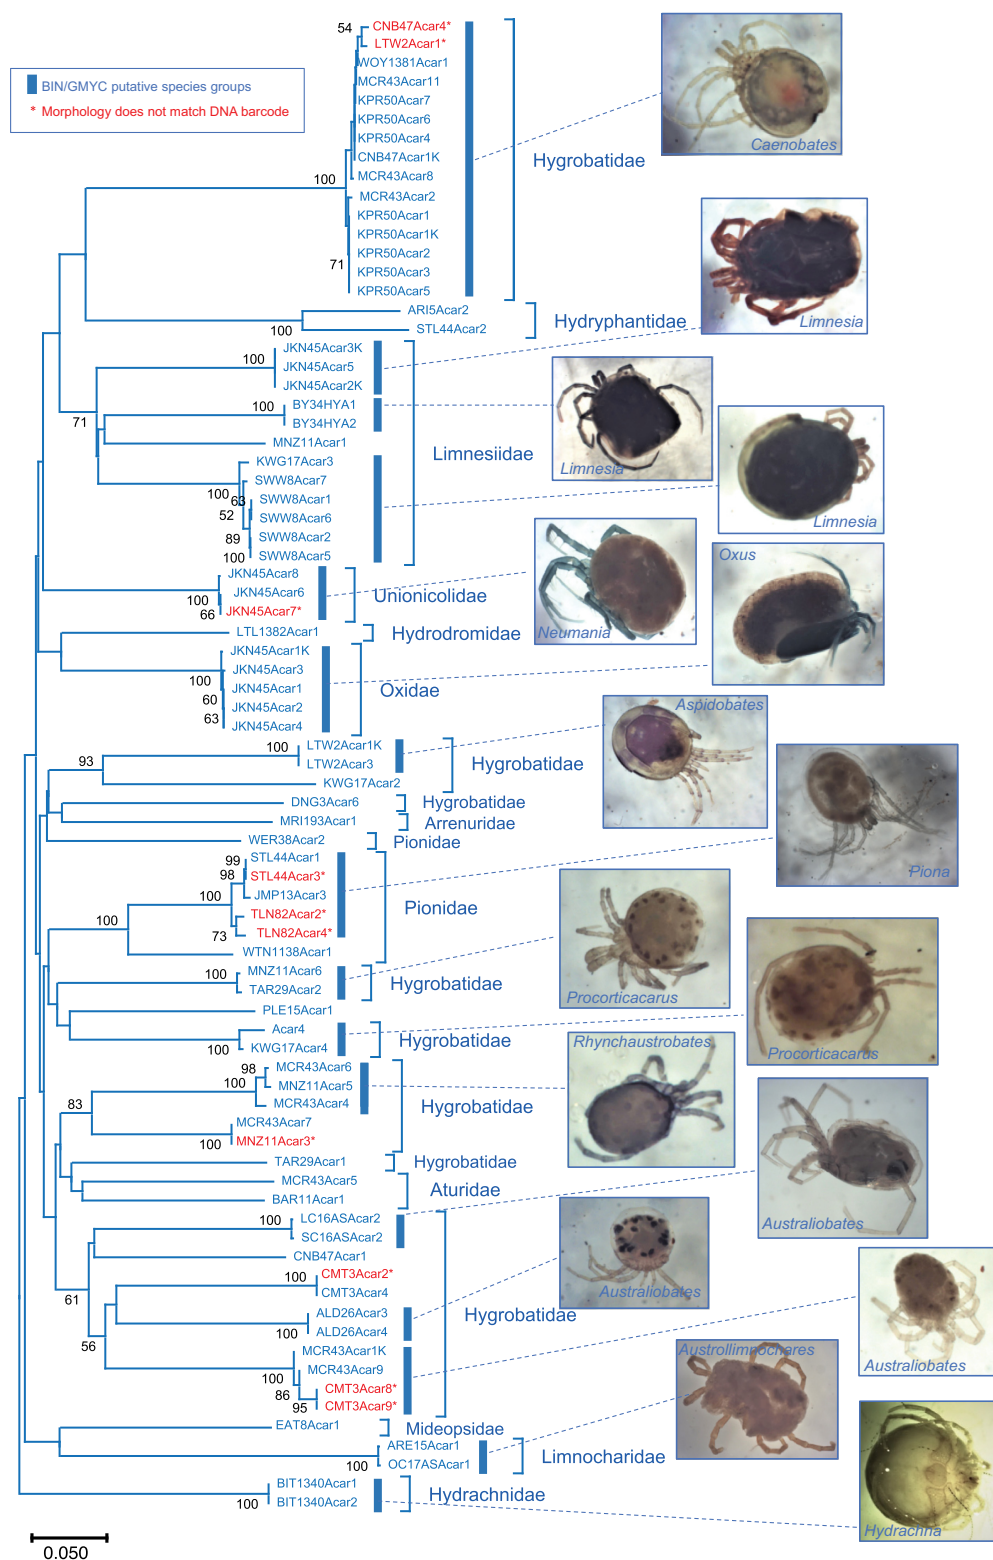 BIN/GMYC putative species groups
* Morphology does not match DNA barcode
54
CNB47Acar4*
LTW2Acar1*
WOY1381Acar1
MCR43Acar11
KPR50Acar7
KPR50Acar6
KPR50Acar4
CNB47Acar1K
MCR43Acar8
100
MCR43Acar2
KPR50Acar1
KPR50Acar1K
KPR50Acar2
71
KPR50Acar3
KPR50Acar5
Hygrobatidae
Caenobates
ARI5Acar2
STL44Acar2
100
Hydryphantidae
Limnesia
JKN45Acar3K
100
JKN45Acar5
JKN45Acar2K
BY34HYA1
100
BY34HYA2
71
MNZ11Acar1
KWG17Acar3
SWW8Acar7
100
63
SWW8Acar1
52
SWW8Acar6
89
SWW8Acar2
100
SWW8Acar5
Limnesiidae
Limnesia
Limnesia
JKN45Acar8
JKN45Acar6
100
66
JKN45Acar7*
Unionicolidae
Neumania
LTL1382Acar1
Hydrodromidae
Oxus
JKN45Acar1K
JKN45Acar3
100
JKN45Acar1
60
JKN45Acar2
63
JKN45Acar4
Oxidae
Aspidobates
LTW2Acar1K
100
LTW2Acar3
93
KWG17Acar2
Hygrobatidae
DNG3Acar6
Hygrobatidae
MRI193Acar1
Arrenuridae
WER38Acar2
Pionidae
Piona
99
STL44Acar1
98
STL44Acar3*
100
JMP13Acar3
TLN82Acar2*
100
73
TLN82Acar4*
WTN1138Acar1
Pionidae
MNZ11Acar6
100
TAR29Acar2
Hygrobatidae
Procorticacarus
PLE15Acar1
Acar4
100
KWG17Acar4
Hygrobatidae
Procorticacarus
Rhynchaustrobates
MCR43Acar6
98
MNZ11Acar5
100
MCR43Acar4
83
MCR43Acar7
100
MNZ11Acar3*
Hygrobatidae
TAR29Acar1
Hygrobatidae
MCR43Acar5
BAR11Acar1
Aturidae
Australiobates
LC16ASAcar2
100
SC16ASAcar2
CNB47Acar1
61
CMT3Acar2*
100
CMT3Acar4
ALD26Acar3
100
ALD26Acar4
56
MCR43Acar1K
MCR43Acar9
100
86
CMT3Acar8*
95
CMT3Acar9*
Hygrobatidae
Australiobates
Australiobates
Austrollimnochares
EAT8Acar1
Mideopsidae
ARE15Acar1
100
OC17ASAcar1
Limnocharidae
BIT1340Acar1
100
BIT1340Acar2
Hydrachnidae
Hydrachna
0.050